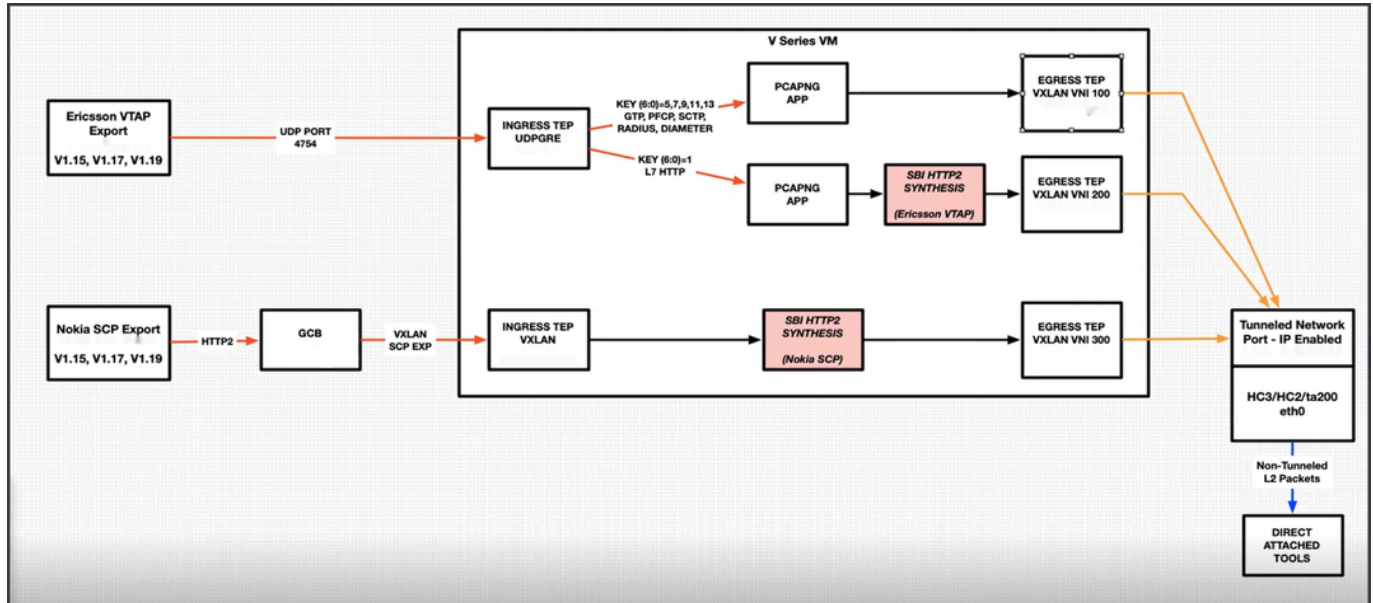 V Series VM
Ericsson VTAP
Export
V1.15, V1.17, V1.19
UDP PORT
4754
INGRESS TEP
UDPGRE
KEY (6:0)=5,7,9,11,13
GTP, PFCP, SCTP,
RADIUS, DIAMETER
PCAPNG
APP
EGRESS TEP
VXLAN VNI 100
KEY (6:0)=1
L7 HTTP
PCAPNG
APP
SBI HTTP2
SYNTHESIS
(Ericsson VTAP)
EGRESS TEP
VXLAN VNI 200
Nokia SCP Export
V1.15, V1.17, V1.19
HTTP2
GCB
VXLAN
SCP EXP
INGRESS TEP
VXLAN
SBI HTTP2
SYNTHESIS
(Nokia SCP)
EGRESS TEP
VXLAN VNI 300
Tunneled Network
Port - IP Enabled
HC3/HC2/ta200
eth0
Non-Tunneled
L2 Packets
DIRECT
ATTACHED
TOOLS